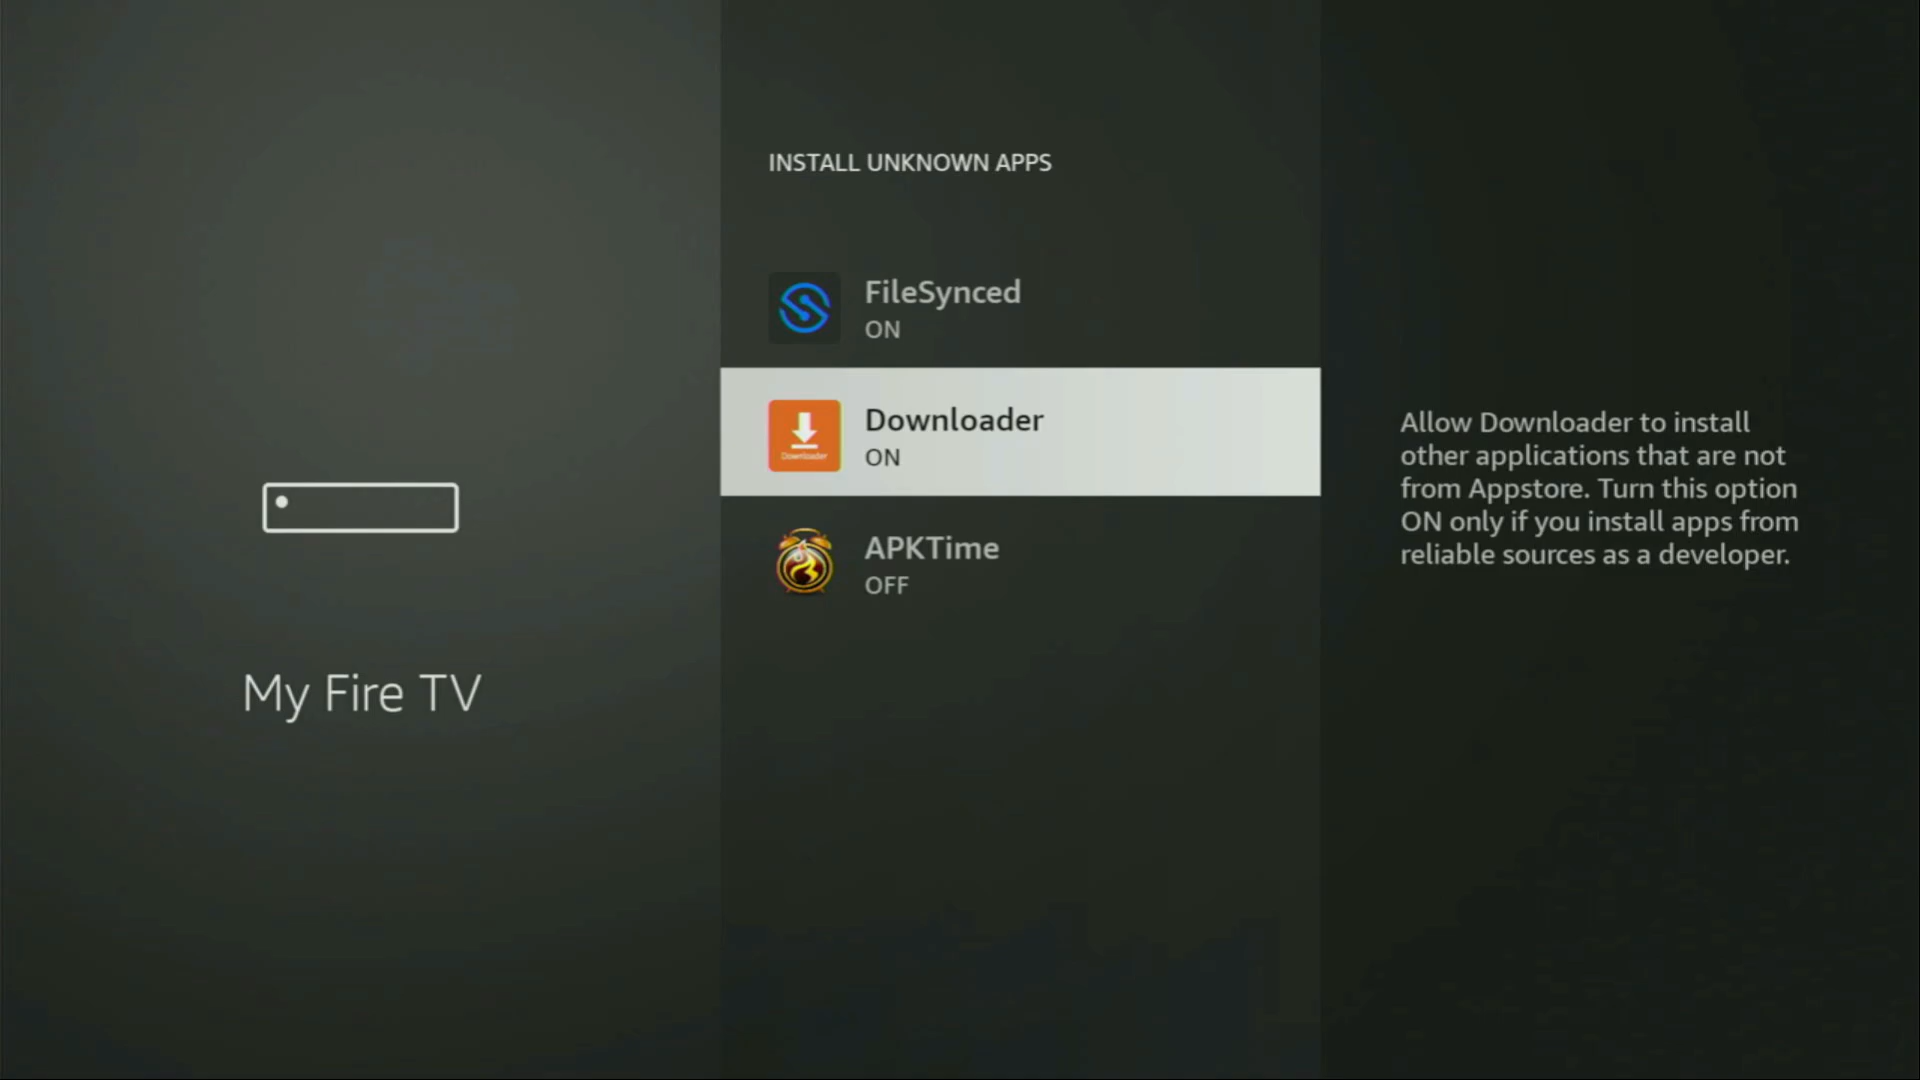 INSTALL UNKNOWN APPS
FileSynced
ON
Downloader
Downloader
ON
APKTime
OFF
My Fire TV
Allow Downloader to install
other applications that are not
from Appstore. Turn this option
ON only if you install apps from
reliable sources as a developer.